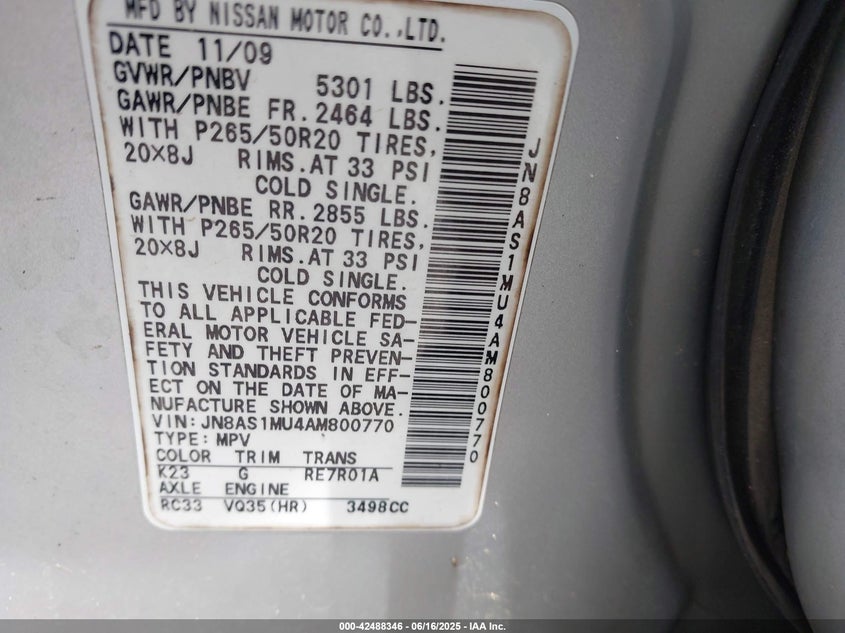 MFD BY NISSAN MOTOR CO.,LTD.
DATE 11/09
GVWR/PNBV 5301 LBS.
GAWR/PNBE FR. 2464 LBS.
WITH P265/50R20 TIRES,
20×8J RIMS. AT 33 PSI
COLD SINGLE.
GAWR/PNBE RR. 2855 LBS.
WITH P265/50R20 TIRES,
20×8J RIMS. AT 33 PSI
COLD SINGLE.
THIS VEHICLE CONFORMS
TO ALL APPLICABLE FED–
ERAL MOTOR VEHICLE SA–
FETY AND THEFT PREVEN–
TION STANDARDS IN EFF–
ECT ON THE DATE OF MA–
NUFACTURE SHOWN ABOVE.
VIN:JN8AS1MU4AM800770
TYPE:MPV
COLOR TRIM TRANS
K23 G RE7R01A
AXLE ENGINE
RC33 VQ35(HR) 3498CC
JN8AS1MU4AM800770
000-42488346 - 06/16/2025 - IAA Inc.